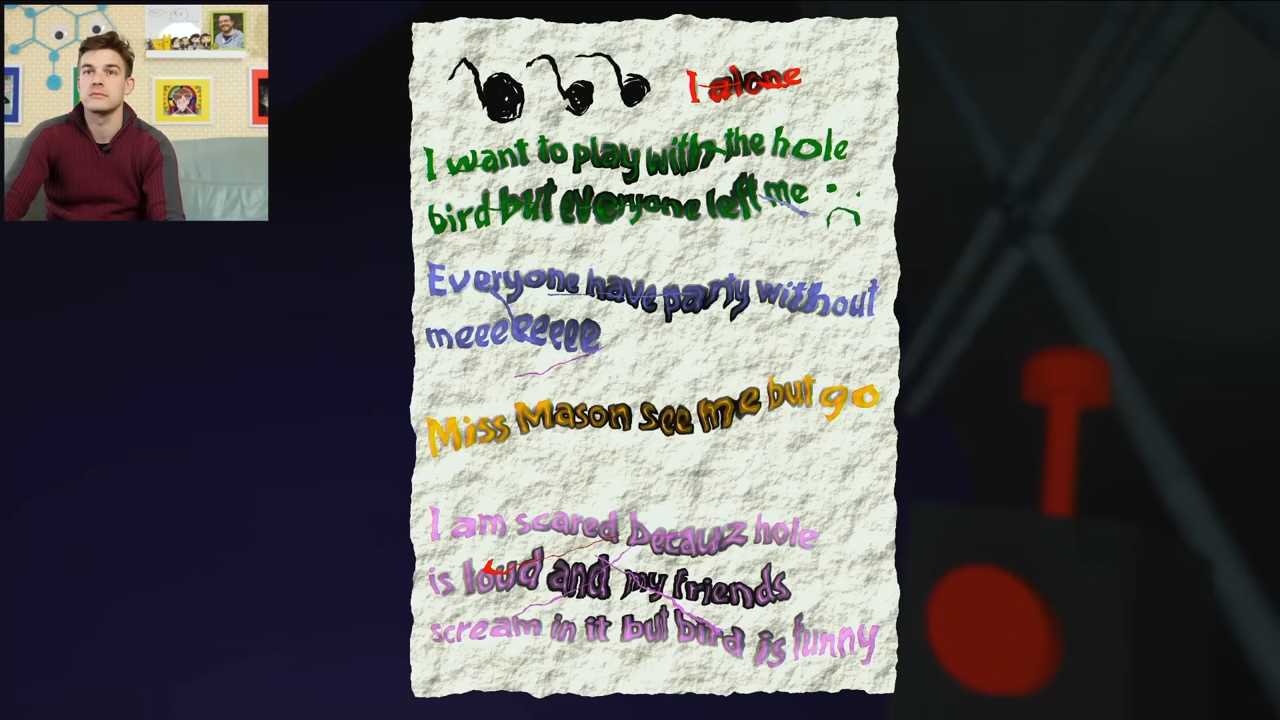 I alone
I want to play with the hole
bird but everyone left me
Everyone have party without
meeeeeeee
Miss Mason see me but go
I am scared becauz hole
is loud and my friends
scream in it but bird is funny